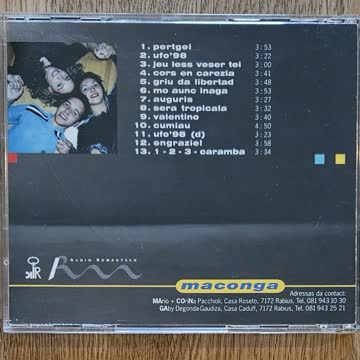 1. pertgei 3:53
2. ufo'98 3:22
3. jeu less veser tei 3:00
4. cors en carezia 3:41
5. griu da libertad 3:48
6. mo aunc inaga 3:53
7. auguris 3:27
8. sera tropicala 3:32
9. valentino 3:40
10. cumiau 4:50
11. ufo'98 (d) 3:23
12. engraziel 3:58
13. 1-2-3-caramba 3:34
RADIO RUMANTSCH
maconga
Adressas da contact:
MArio + COriNa Pacchioli, Casa Roseto, 7172 Rabius, Tel. 081 943 10 30
GAby Degonda-Gaudiza, Casa Caduff, 7172 Rabius, Tel. 081 943 25 21